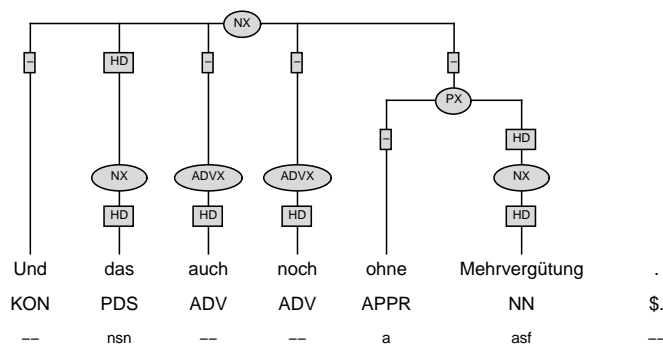 NX
– HD – – –
PX
– HD
NX ADVX ADVX NX
HD HD HD HD
Und das auch noch ohne Mehrvergütung .
KON PDS ADV ADV APPR NN $.
–– nsn –– –– a asf ––